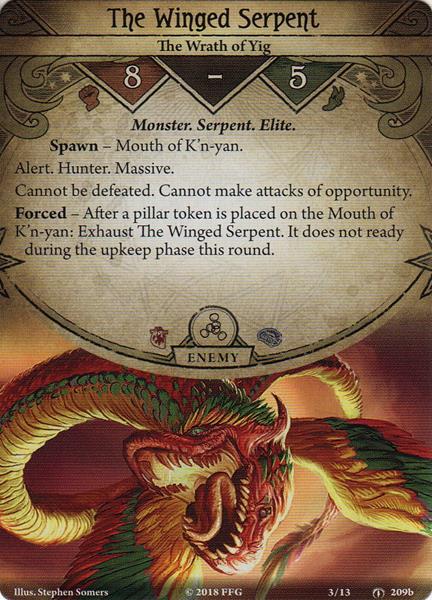 The Winged Serpent
The Wrath of Yig
8 – 5
Monster. Serpent. Elite.
Spawn – Mouth of K'n-yan.
Alert. Hunter. Massive.
Cannot be defeated. Cannot make attacks of opportunity.
Forced – After a pillar token is placed on the Mouth of
K'n-yan: Exhaust The Winged Serpent. It does not ready
during the upkeep phase this round.
ENEMY
Illus. Stephen Somers © 2018 FFG 3/13 209b